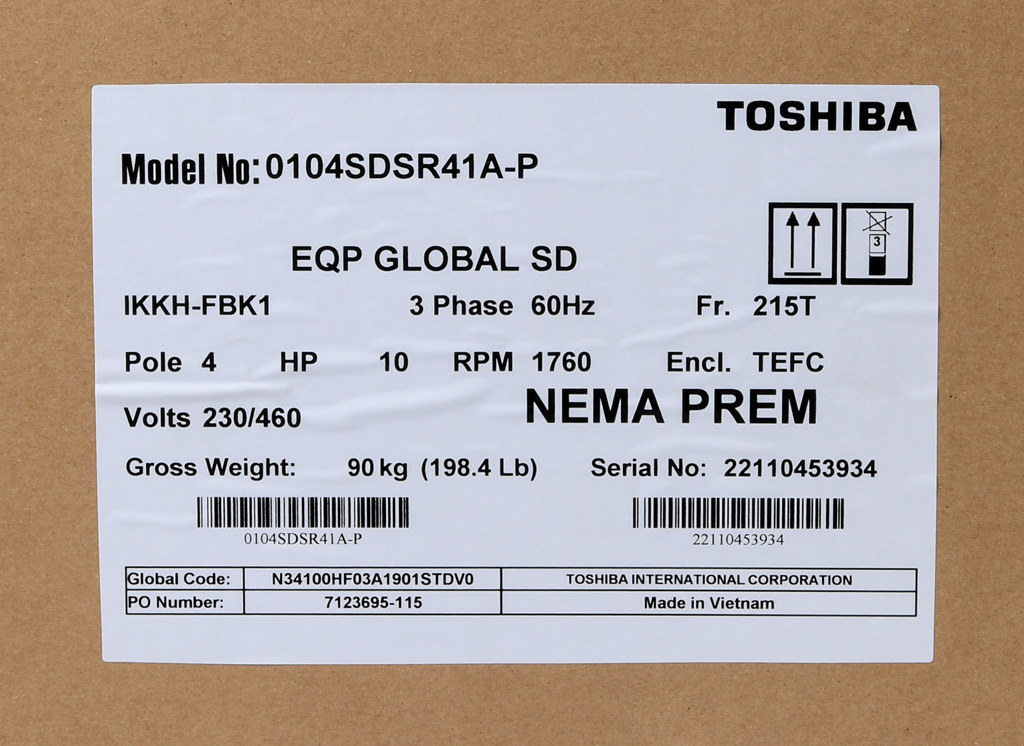 TOSHIBA
Model No: 0104SDSR41A-P
3
EQP GLOBAL SD
IKKH-FBK1 3 Phase 60Hz Fr. 215T
Pole 4 HP 10 RPM 1760 Encl. TEFC
Volts 230/460 NEMA PREM
Gross Weight: 90 kg (198.4 Lb) Serial No: 22110453934
0104SDSR41A-P 22110453934
Global Code: N34100HF03A1901STDV0 TOSHIBA INTERNATIONAL CORPORATION
PO Number: 7123695-115 Made in Vietnam